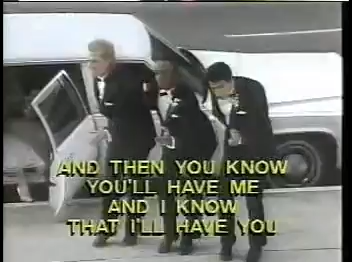 AND THEN YOU KNOW
YOU'LL HAVE ME
AND I KNOW
THAT I'LL HAVE YOU